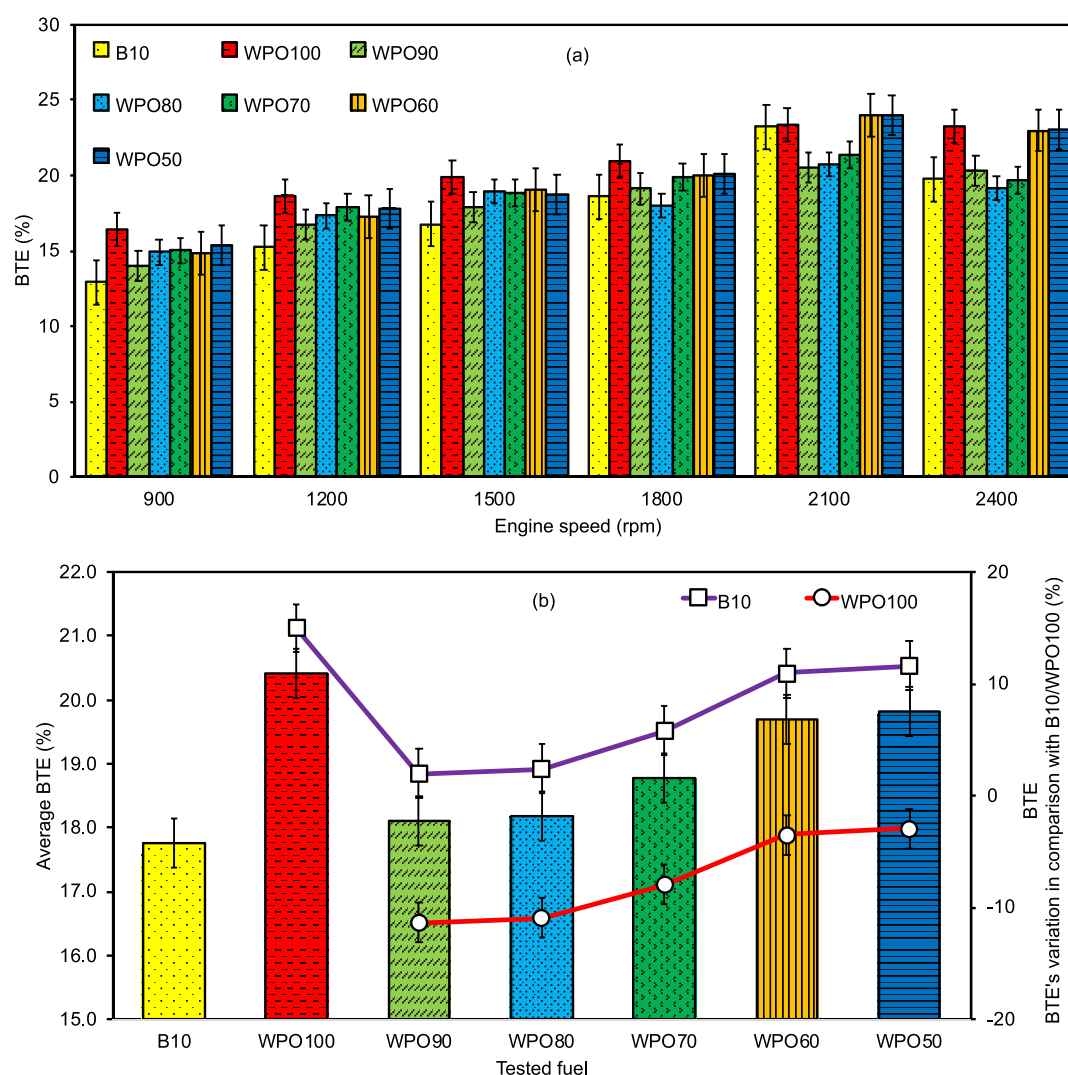 30
25
20
15
10
5
0
BTE (%)
(a)
B10 WPO100 WPO90
WPO80 WPO70 WPO60
WPO50
900 1200 1500 1800 2100 2400
Engine speed (rpm)
22.0
21.0
20.0
19.0
18.0
17.0
16.0
15.0
Average BTE (%)
(b)
B10 WPO100
20
10
0
-10
-20
BTE
BTE's variation in comparison with B10/WPO100 (%)
B10 WPO100 WPO90 WPO80 WPO70 WPO60 WPO50
Tested fuel